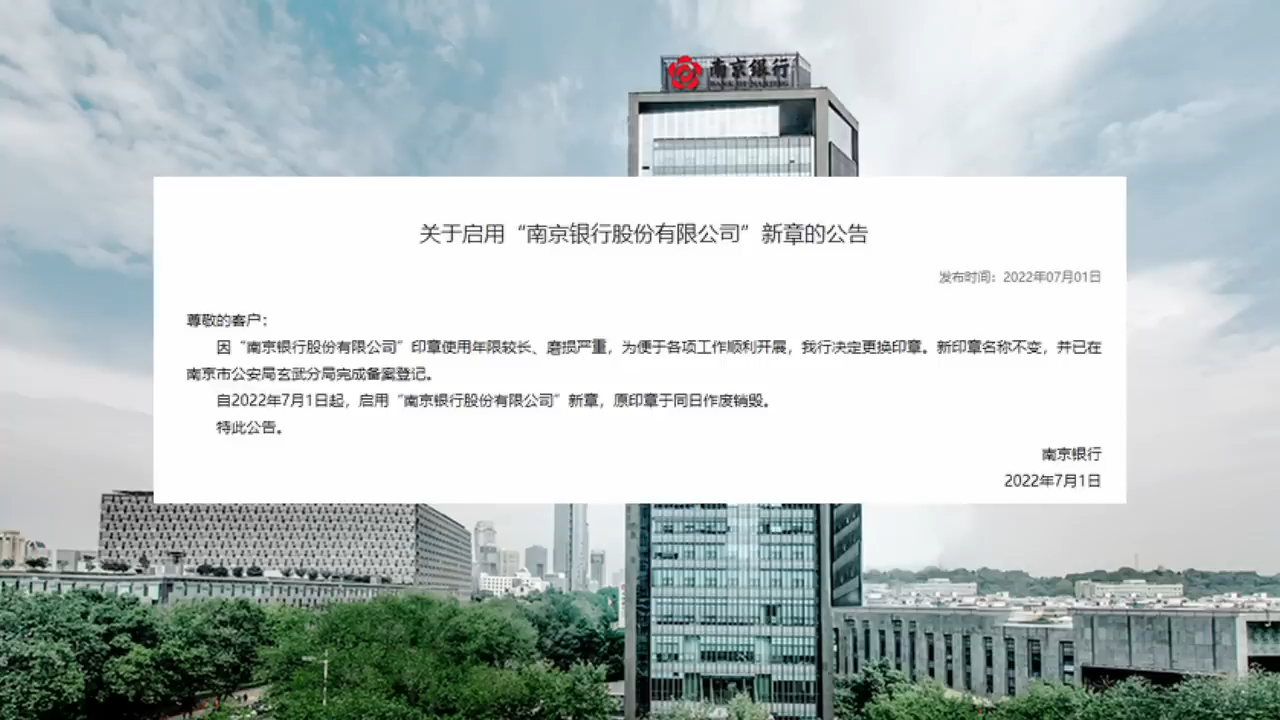 南京银行
关于启用“南京银行股份有限公司”新章的公告
发布时间：2022年07月01日
尊敬的客户：
因“南京银行股份有限公司”印章使用年限较长、磨损严重，为便于各项工作顺利开展，我行决定更换印章。新印章名称不变，并已在
南京市公安局玄武分局完成备案登记。
自2022年7月1日起，启用“南京银行股份有限公司”新章，原印章于同日作废销毁。
特此公告。
南京银行
2022年7月1日